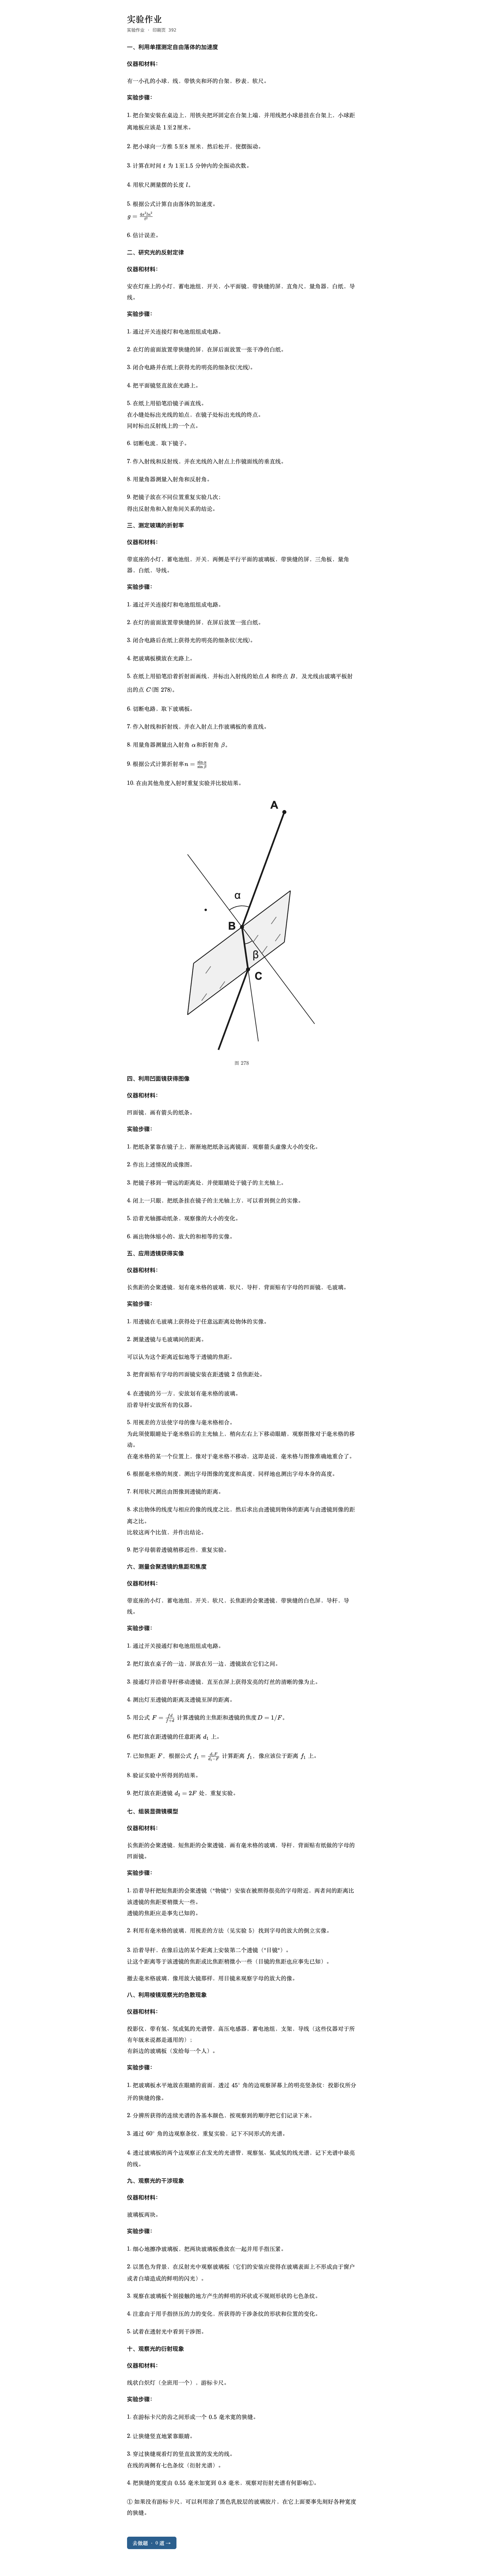 实验作业
实验作业 · 印刷页 392
一、利用单摆测定自由落体的加速度
仪器和材料：
有一小孔的小球、线、带铁夹和环的台架、秒表、软尺。
实验步骤：
1. 把台架安装在桌边上，用铁夹把环固定在台架上端，并用线把小球悬挂在台架上，小球距
离地板应该是 1至2厘米。
2. 把小球向一方推 5至8 厘米，然后松开，使摆振动。
3. 计算在时间 t 为 1至1.5 分钟内的全振动次数。
4. 用软尺测量摆的长度 l。
5. 根据公式计算自由落体的加速度。
6. 估计误差。
二、研究光的反射定律
仪器和材料：
安在灯座上的小灯、蓄电池组、开关、小平面镜、带狭缝的屏、直角尺、量角器、白纸、导
线。
实验步骤：
1. 通过开关连接灯和电池组组成电路。
2. 在灯的前面放置带狭缝的屏，在屏后面放置一张干净的白纸。
3. 闭合电路并在纸上获得光的明亮的细条纹(光线)。
4. 把平面镜竖直放在光路上。
5. 在纸上用铅笔沿镜子画直线。
在小缝处标出光线的始点，在镜子处标出光线的终点。
同时标出反射线上的一个点。
6. 切断电流，取下镜子。
7. 作入射线和反射线，并在光线的入射点上作镜面线的垂直线。
8. 用量角器测量入射角和反射角。
9. 把镜子放在不同位置重复实验几次；
得出反射角和入射角间关系的结论。
三、测定玻璃的折射率
仪器和材料：
带底座的小灯、蓄电池组、开关、两侧是平行平面的玻璃板、带狭缝的屏、三角板、量角
器、白纸、导线。
实验步骤：
1. 通过开关连接灯和电池组组成电路。
2. 在灯的前面放置带狭缝的屏，在屏后放置一张白纸。
3. 闭合电路后在纸上获得光的明亮的细条纹(光线)。
4. 把玻璃板横放在光路上。
5. 在纸上用铅笔沿着折射面画线，并标出入射线的始点 A 和终点 B，及光线由玻璃平板射
出的点 C (图 278)。
6. 切断电路，取下玻璃板。
7. 作入射线和折射线，并在入射点上作玻璃板的垂直线。
8. 用量角器测量出入射角 α和折射角 β。
9. 根据公式计算折射率n = sin α / sin β
10. 在由其他角度入射时重复实验并比较结果。
A
α
B
β
C
图 278
四、利用凹面镜获得图像
仪器和材料：
凹面镜、画有箭头的纸条。
实验步骤：
1. 把纸条紧靠在镜子上，渐渐地把纸条远离镜面，观察箭头虚像大小的变化。
2. 作出上述情况的成像图。
3. 把镜子移到一臂远的距离处，并使眼睛处于镜子的主光轴上。
4. 闭上一只眼，把纸条挂在镜子的主光轴上方，可以看到倒立的实像。
5. 沿着光轴挪动纸条，观察像的大小的变化。
6. 画出物体缩小的、放大的和相等的实像。
五、应用透镜获得实像
仪器和材料：
长焦距的会聚透镜、划有毫米格的玻璃、软尺、导杆、背面贴有字母的凹面镜、毛玻璃。
实验步骤：
1. 用透镜在毛玻璃上获得处于任意远距离处物体的实像。
2. 测量透镜与毛玻璃间的距离。
可以认为这个距离近似地等于透镜的焦距。
3. 把背面贴有字母的凹面镜安装在距透镜 2 倍焦距处。
4. 在透镜的另一方，安放划有毫米格的玻璃。
沿着导杆安放所有的仪器。
5. 用视差的方法使字母的像与毫米格相合。
为此须使眼睛处于毫米格后的主光轴上，稍向左右上下移动眼睛，观察图像对于毫米格的移
动。
在毫米格的某一个位置上，像对于毫米格不移动，这即是说，毫米格与图像准确地重合了。
6. 根据毫米格的刻度，测出字母图像的宽度和高度，同样地也测出字母本身的高度。
7. 利用软尺测出由图像到透镜的距离。
8. 求出物体的线度与相应的像的线度之比，然后求出由透镜到物体的距离与由透镜到像的距
离之比。
比较这两个比值，并作出结论。
9. 把字母朝着透镜稍移近些，重复实验。
六、测量会聚透镜的焦距和焦度
仪器和材料：
带底座的小灯、蓄电池组、开关、软尺、长焦距的会聚透镜、带狭缝的白色屏、导杆、导
线。
实验步骤：
1. 通过开关接通灯和电池组组成电路。
2. 把灯放在桌子的一边，屏放在另一边，透镜放在它们之间。
3. 接通灯并沿着导杆移动透镜，直至在屏上获得发亮的灯丝的清晰的像为止。
4. 测出灯至透镜的距离及透镜至屏的距离。
5. 用公式 F = fd / (f+d) 计算透镜的主焦距和透镜的焦度D = 1/F。
6. 把灯放在距透镜的任意距离 d₁ 上。
7. 已知焦距 F，根据公式 f₁ = d₁F / (d₁−F) 计算距离 f₁，像应该位于距离 f₁ 上。
8. 验证实验中所得到的结果。
9. 把灯放在距透镜 d₂ = 2F 处，重复实验。
七、组装显微镜模型
仪器和材料：
长焦距的会聚透镜、短焦距的会聚透镜、画有毫米格的玻璃、导杆、背面贴有纸做的字母的
凹面镜。
实验步骤：
1. 沿着导杆把短焦距的会聚透镜（“物镜”）安装在被照得很亮的字母附近，两者间的距离比
该透镜的焦距要稍微大一些。
透镜的焦距应是事先已知的。
2. 利用有毫米格的玻璃，用视差的方法（见实验 5）找到字母的放大的倒立实像。
3. 沿着导杆，在像后边的某个距离上安装第二个透镜（“目镜”），
让这个距离等于该透镜的焦距或比焦距稍微小一些（目镜的焦距也应事先已知）。
撤去毫米格玻璃，像用放大镜那样，用目镜来观察字母的放大的像。
八、利用棱镜观察光的色散现象
仪器和材料：
投影仪、带有氢、氖或氦的光谱管、高压电感器、蓄电池组、支架、导线（这些仪器对于所
有年级来说都是通用的）；
有斜边的玻璃板（发给每一个人）。
实验步骤：
1. 把玻璃板水平地放在眼睛的前面，透过 45° 角的边观察屏幕上的明亮竖条纹：投影仪所分
开的狭缝的像。
2. 分辨所获得的连续光谱的各基本颜色，按观察到的顺序把它们记录下来。
3. 通过 60° 角的边观察条纹，重复实验，记下不同形式的光谱。
4. 透过玻璃板的两个边观察正在发光的光谱管，观察氢、氦或氖的线光谱，记下光谱中最亮
的线。
九、观察光的干涉现象
仪器和材料：
玻璃板两块。
实验步骤：
1. 细心地擦净玻璃板，把两块玻璃板叠放在一起并用手指压紧。
2. 以黑色为背景，在反射光中观察玻璃板（它们的安装应使得在玻璃表面上不形成由于窗户
或者白墙造成的鲜明的闪光）。
3. 观察在玻璃板个别接触的地方产生的鲜明的环状或不规则形状的七色条纹。
4. 注意由于用手指挤压的力的变化，所获得的干涉条纹的形状和位置的变化。
5. 试着在透射光中看到干涉图。
十、观察光的衍射现象
仪器和材料：
线状白炽灯（全班用一个）、游标卡尺。
实验步骤：
1. 在游标卡尺的齿之间形成一个 0.5 毫米宽的狭缝。
2. 让狭缝竖直地紧靠眼睛。
3. 穿过狭缝观看灯的竖直放置的发光的线。
在线的两侧有七色条纹（衍射光谱）。
4. 把狭缝的宽度由 0.55 毫米加宽到 0.8 毫米，观察对衍射光谱有何影响①。
① 如果没有游标卡尺，可以利用涂了黑色乳胶层的玻璃胶片，在它上面要事先刻好各种宽度
的狭缝。
去做题 · 9 道 →